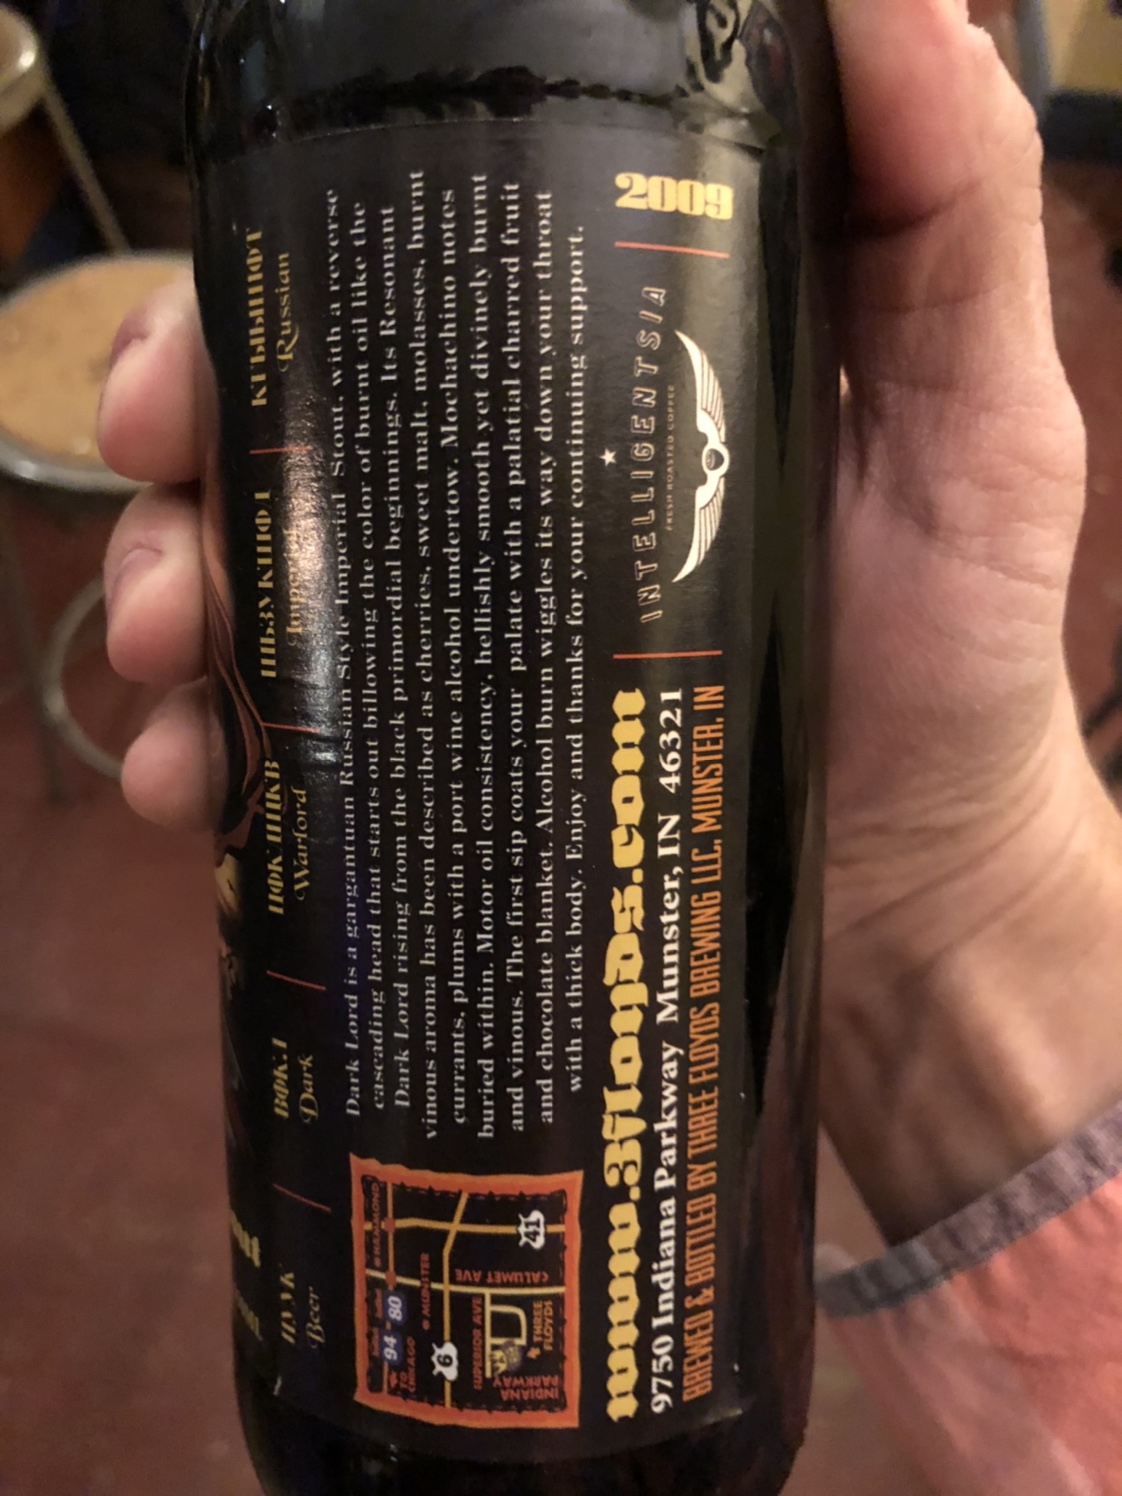 Beer
Dark
Warlord
Imperial
Russian
Dark Lord is a gargantuan Russian style Imperial Stout, with a reverse
cascading head that starts out billowing the color of burnt oil like the
Dark Lord rising from the black primordial beginnings. Its Resonant
vinous aroma has been described as cherries, sweet malt, molasses, burnt
currants, plums with a port wine alcohol undertow. Mochachino notes
buried within. Motor oil consistency, hellishly smooth yet divinely burnt
and vinous. The first sip coats your palate with a palatial charred fruit
and chocolate blanket. Alcohol burn wiggles its way down your throat
with a thick body. Enjoy and thanks for your continuing support.
HAMMOND
94 80
TO CHICAGO
MUNSTER
6
41
CALUMET AVE
SUPERIOR AVE
THREE FLOYDS
INDIANA PARKWAY
www.3floyds.com
9750 Indiana Parkway Munster, IN 46321
BREWED & BOTTLED BY THREE FLOYDS BREWING LLC, MUNSTER, IN
INTELLIGENTSIA
FRESH ROASTED COFFEE
2009